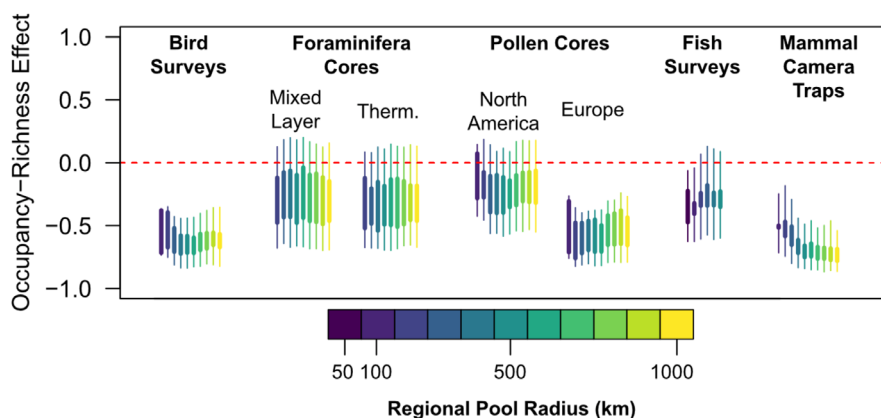 Occupancy−Richness Effect
1.0
0.5
0.0
−0.5
−1.0
Bird
Surveys
Foraminifera
Cores
Mixed
Layer
Therm.
Pollen Cores
North
America
Europe
Fish
Surveys
Mammal
Camera
Traps
50 100 500 1000
Regional Pool Radius (km)